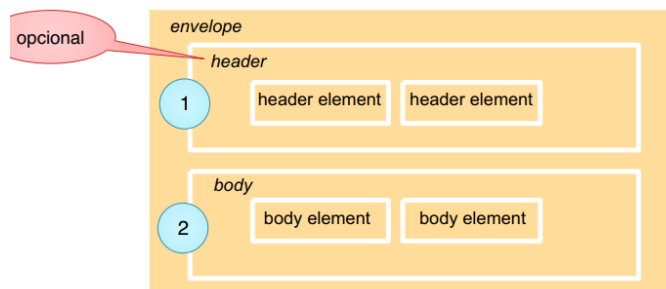 opcional
envelope
header
1
header element
header element
body
2
body element
body element